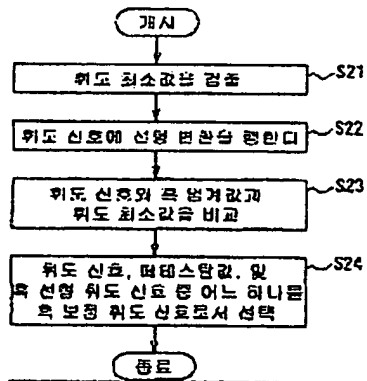 개시
휘도 최소값을 검출
S21
휘도 신호에 선형 변환을 행한다
S22
휘도 신호와 흑 범계값과
휘도 최소값을 비교
S23
휘도 신호, 페데스탈값, 및
흑 선형 휘도 신호 중 어느 하나를
흑 보정 휘도 신호로서 선택
S24
종료